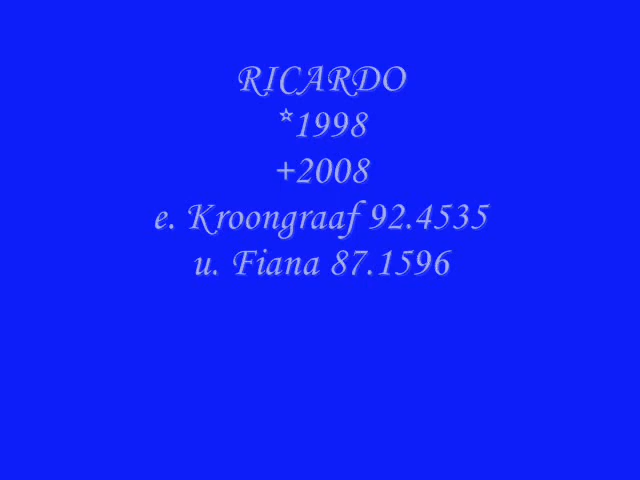 RICARDO
*1998
+2008
e. Kroongraaf 92.4535
u. Fiana 87.1596